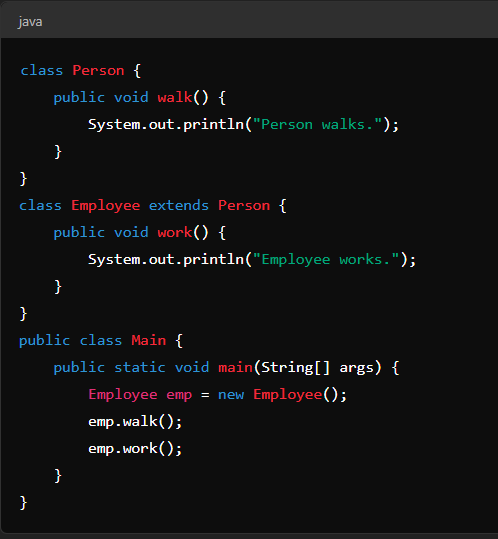 java
class Person {
    public void walk() {
        System.out.println("Person walks.");
    }
}
class Employee extends Person {
    public void work() {
        System.out.println("Employee works.");
    }
}
public class Main {
    public static void main(String[] args) {
        Employee emp = new Employee();
        emp.walk();
        emp.work();
    }
}